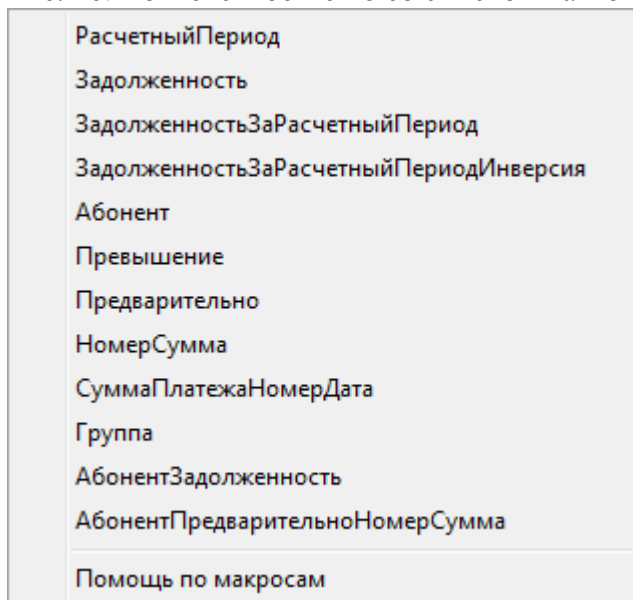 РасчетныйПериод
Задолженность
ЗадолженностьЗаРасчетныйПериод
ЗадолженностьЗаРасчетныйПериодИнверсия
Абонент
Превышение
Предварительно
НомерСумма
СуммаПлатежаНомерДата
Группа
АбонентЗадолженность
АбонентПредварительноНомерСумма
Помощь по макросам